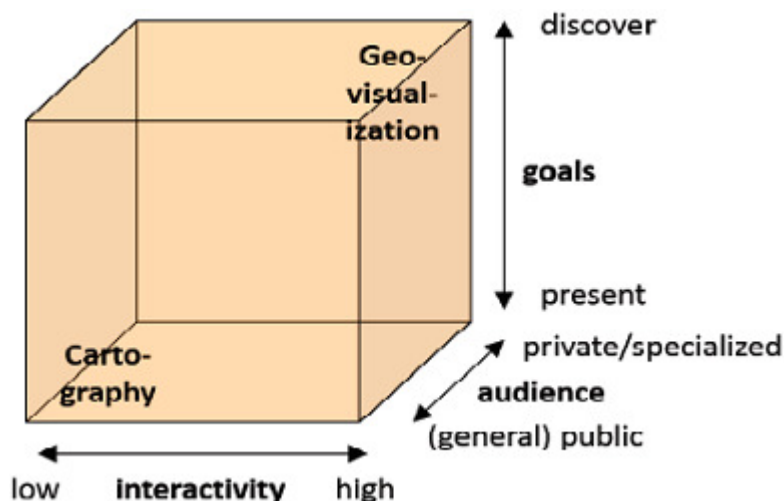 discover
Geo-
visual-
ization
goals
present
Carto-
graphy
private/specialized
audience
(general) public
low interactivity high